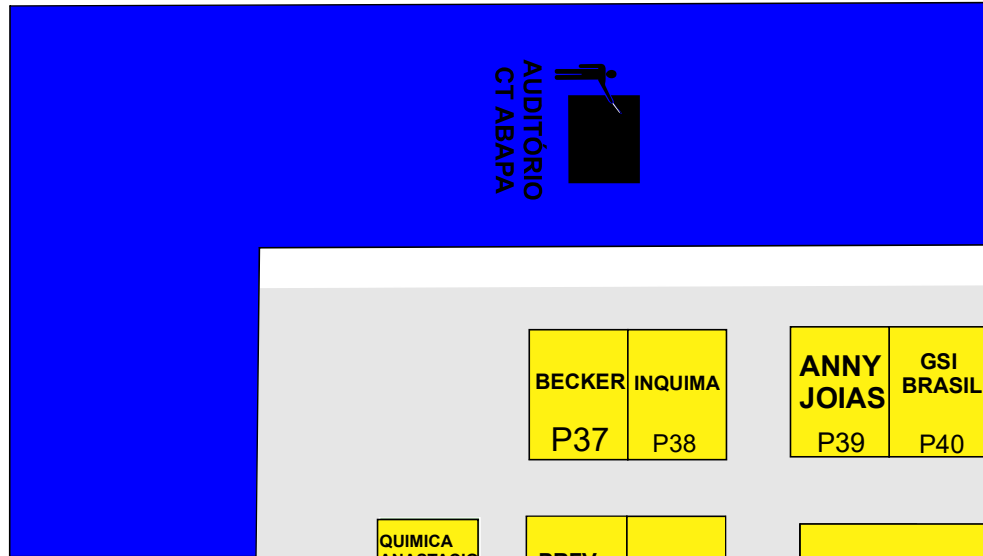 AUDITÓRIO
CT ABAPA
BECKER
P37
INQUIMA
P38
ANNY
JOIAS
P39
GSI
BRASIL
P40
QUIMICA